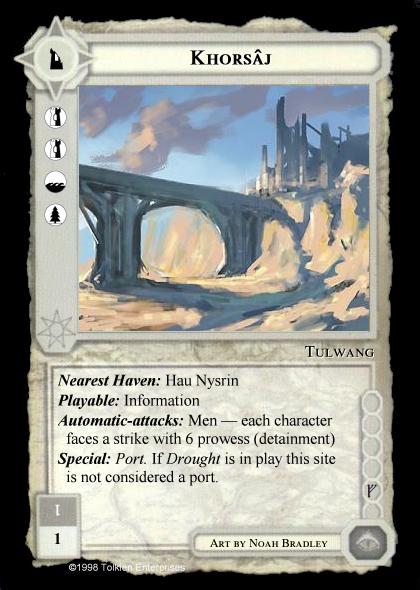 KHORSÂJ
TULWANG
Nearest Haven: Hau Nysrin
Playable: Information
Automatic-attacks: Men — each character
faces a strike with 6 prowess (detainment)
Special: Port. If Drought is in play this site
is not considered a port.
1
1
ART BY NOAH BRADLEY
©1998 Tolkien Enterprises